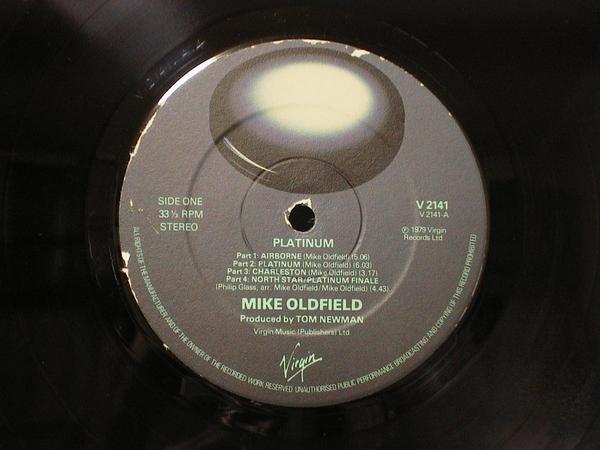 SIDE ONE
33⅓ RPM
STEREO
V 2141
V 2141-A
℗ 1979 Virgin
Records Ltd
PLATINUM
Part 1: AIRBORNE (Mike Oldfield) (5.06)
Part 2: PLATINUM (Mike Oldfield) (6.03)
Part 3: CHARLESTON (Mike Oldfield) (3.17)
Part 4: NORTH STAR/PLATINUM FINALE
(Philip Glass, arr. Mike Oldfield/Mike Oldfield) (4.43)
MIKE OLDFIELD
Produced by TOM NEWMAN
Virgin Music (Publishers) Ltd
Virgin
ALL RIGHTS OF THE MANUFACTURER AND OF THE OWNER OF THE RECORDED WORK RESERVED UNAUTHORISED PUBLIC PERFORMANCE BROADCASTING AND COPYING OF THIS RECORD PROHIBITED